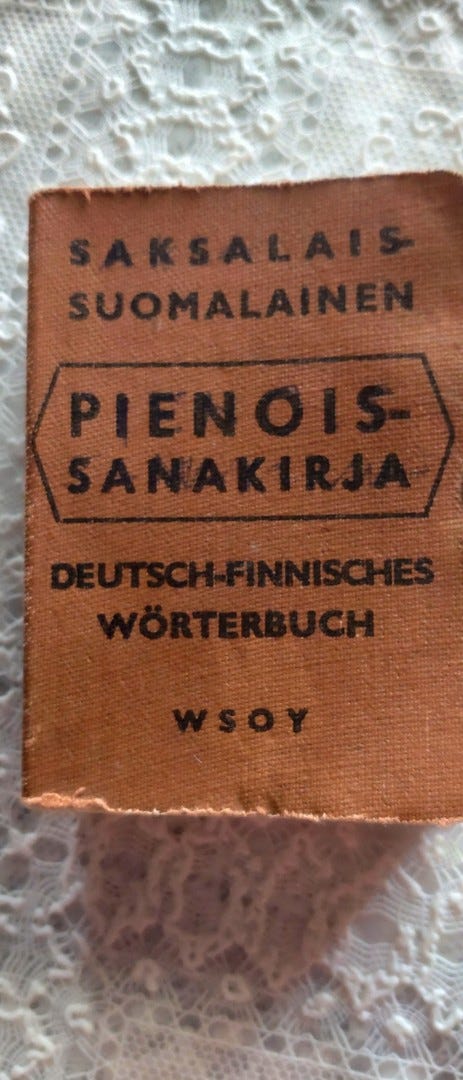 SAKSALAIS-
SUOMALAINEN
PIENOIS-
SANAKIRJA
DEUTSCH-FINNISCHES
WÖRTERBUCH
WSOY